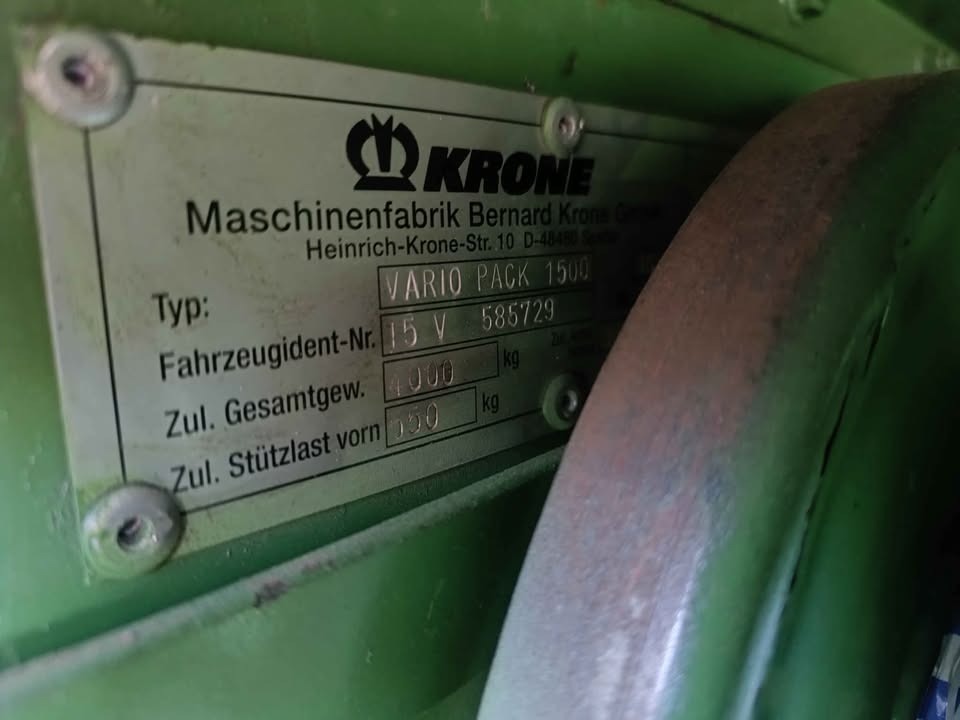 KRONE
Maschinenfabrik Bernard Krone
Heinrich-Krone-Str. 10 D-48480
Typ: VARIO PACK 1500
Fahrzeugident-Nr. 15 V 585729
Zul. Gesamtgew. 4000 kg
Zul. Stützlast vorn kg